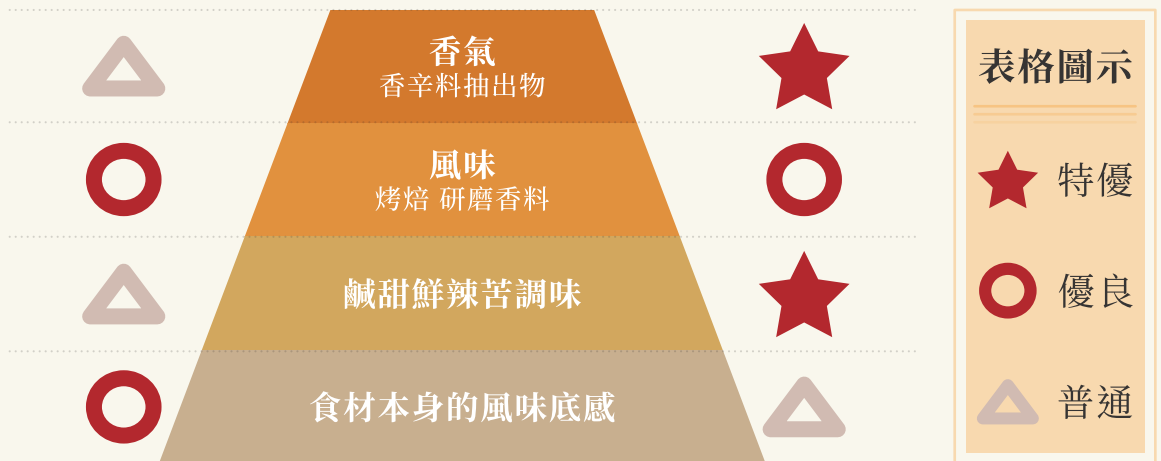 香氣
香辛料抽出物
風味
烤焙 研磨香料
鹹甜鮮辣苦調味
食材本身的風味底感
表格圖示
特優
優良
普通